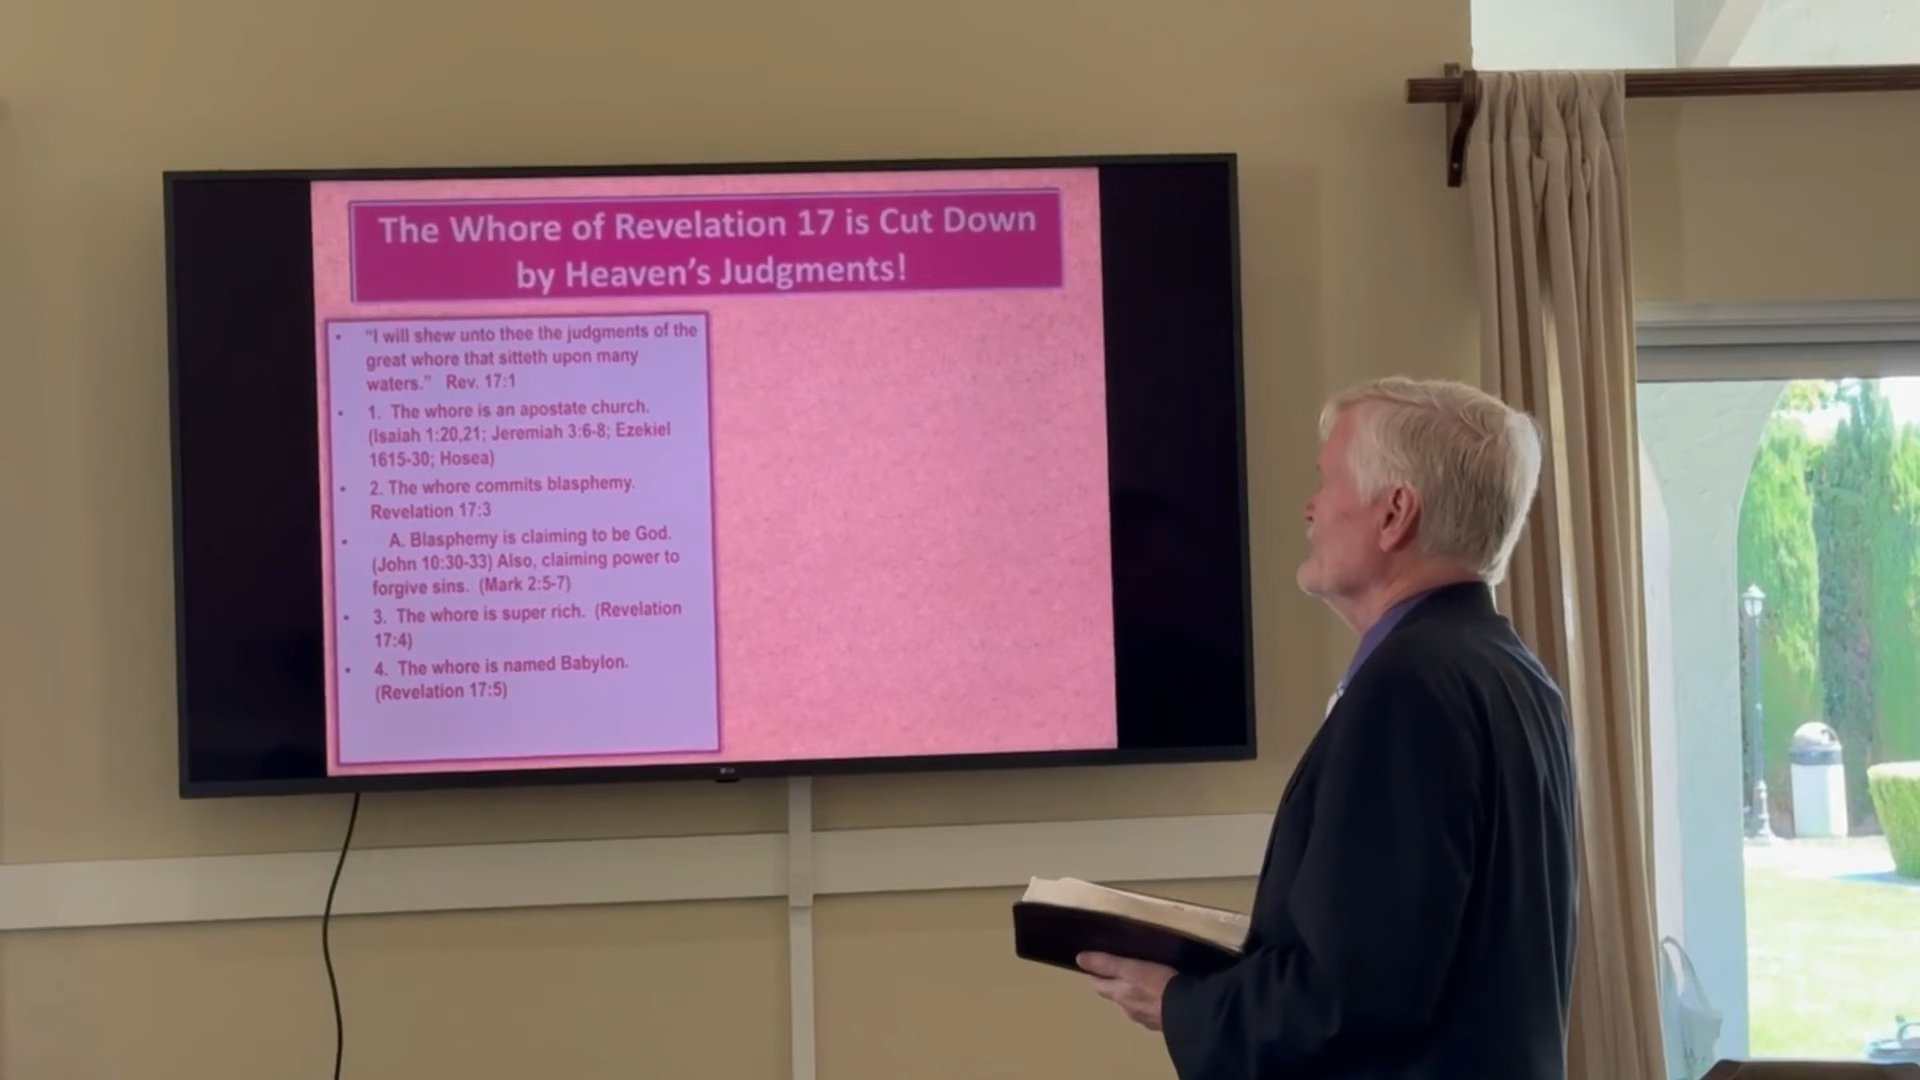 The Whore of Revelation 17 is Cut Down
by Heaven's Judgments!
• "I will shew unto thee the judgments of the
great whore that sitteth upon many
waters." Rev. 17:1
• 1. The whore is an apostate church.
(Isaiah 1:20,21; Jeremiah 3:6-8; Ezekiel
1615-30; Hosea)
• 2. The whore commits blasphemy.
Revelation 17:3
• A. Blasphemy is claiming to be God.
(John 10:30-33) Also, claiming power to
forgive sins. (Mark 2:5-7)
• 3. The whore is super rich. (Revelation
17:4)
• 4. The whore is named Babylon.
(Revelation 17:5)